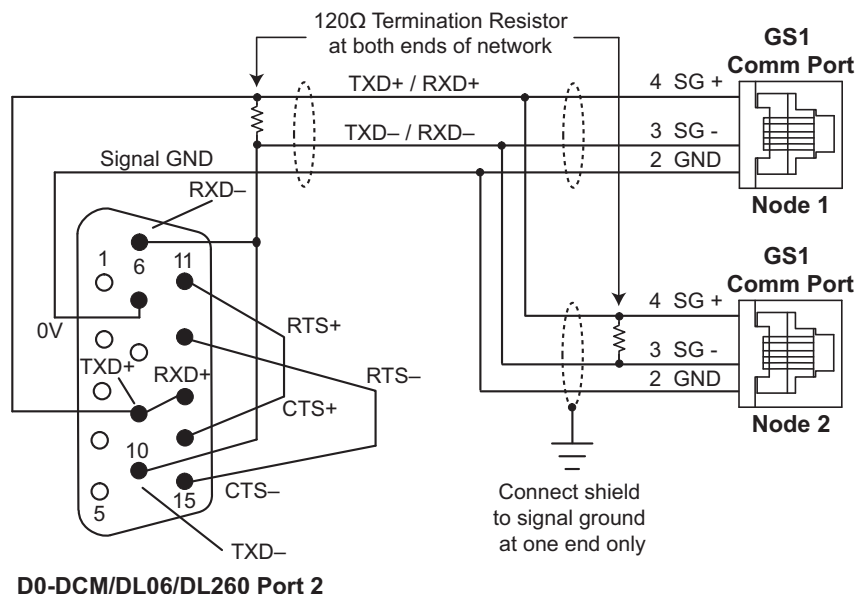 120Ω Termination Resistor
at both ends of network
GS1
Comm Port
TXD+ / RXD+
4 SG +
TXD– / RXD–
3 SG -
Signal GND
2 GND
RXD–
Node 1
1
6
11
GS1
Comm Port
4 SG +
0V
RTS+
3 SG -
TXD+
RXD+
RTS–
2 GND
CTS+
Node 2
10
5
15
CTS–
Connect shield
to signal ground
at one end only
TXD–
D0-DCM/DL06/DL260 Port 2